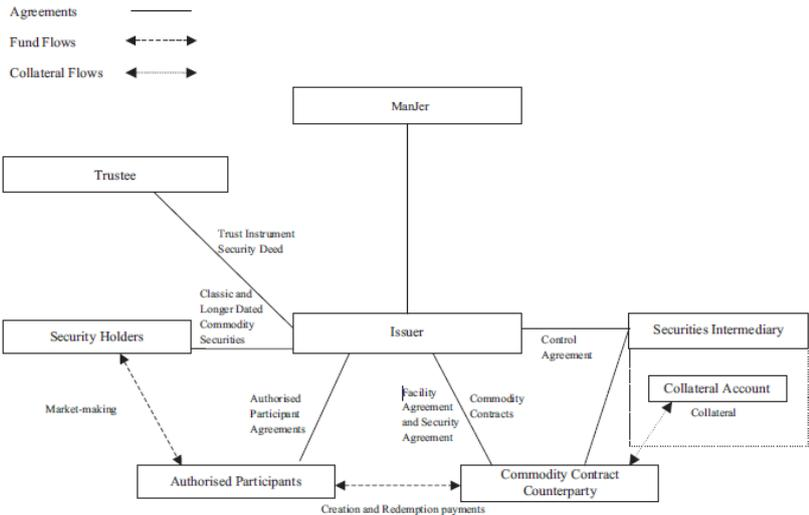 Agreements
Fund Flows
Collateral Flows
ManJer
Trustee
Trust Instrument
Security Deed
Classic and
Longer Dated
Commodity
Securities
Security Holders
Issuer
Securities Intermediary
Control
Agreement
Collateral Account
Collateral
Market-making
Authorised
Participant
Agreements
Facility
Agreement
and Security
Agreement
Commodity
Contracts
Authorised Participants
Commodity Contract
Counterparty
Creation and Redemption payments